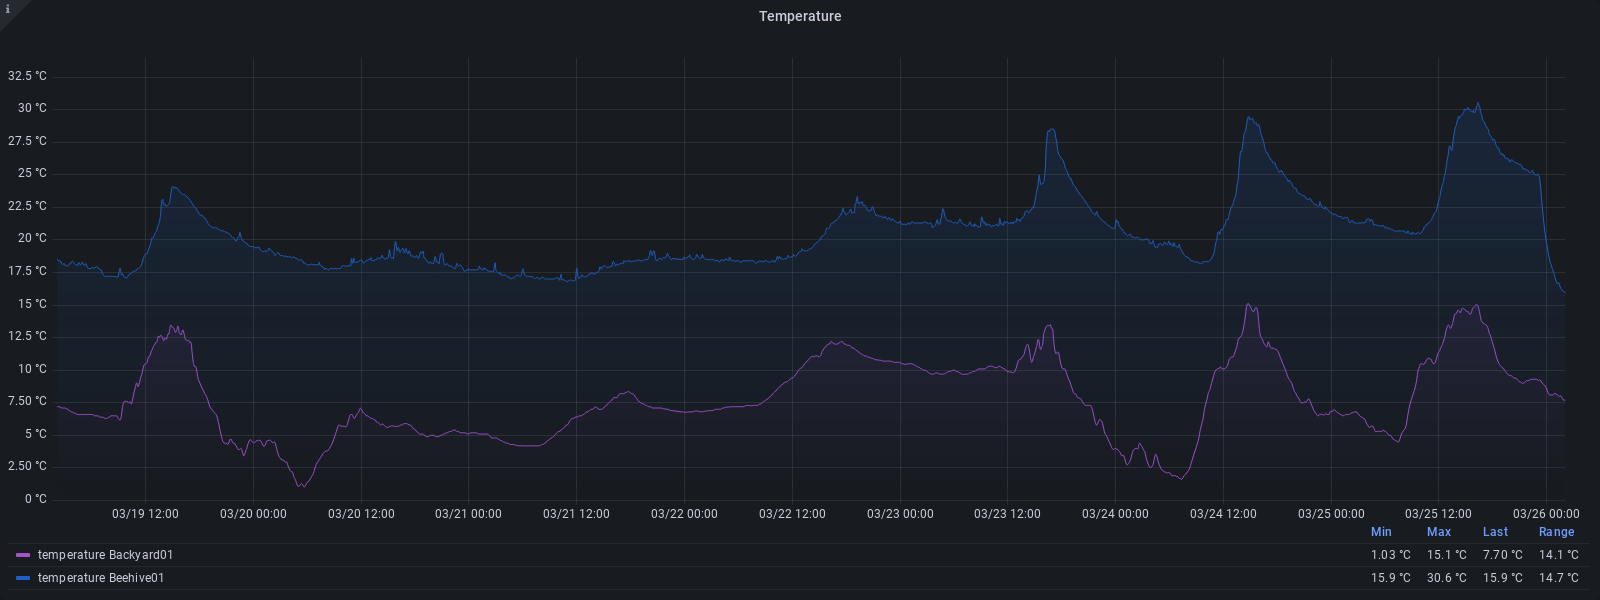 i
Temperature
32.5 °C
30 °C
27.5 °C
25 °C
22.5 °C
20 °C
17.5 °C
15 °C
12.5 °C
10 °C
7.50 °C
5 °C
2.50 °C
0 °C
03/19 12:00 03/20 00:00 03/20 12:00 03/21 00:00 03/21 12:00 03/22 00:00 03/22 12:00 03/23 00:00 03/23 12:00 03/24 00:00 03/24 12:00 03/25 00:00 03/25 12:00 03/26 00:00
Min Max Last Range
temperature Backyard01 1.03 °C 15.1 °C 7.70 °C 14.1 °C
temperature Beehive01 15.9 °C 30.6 °C 15.9 °C 14.7 °C